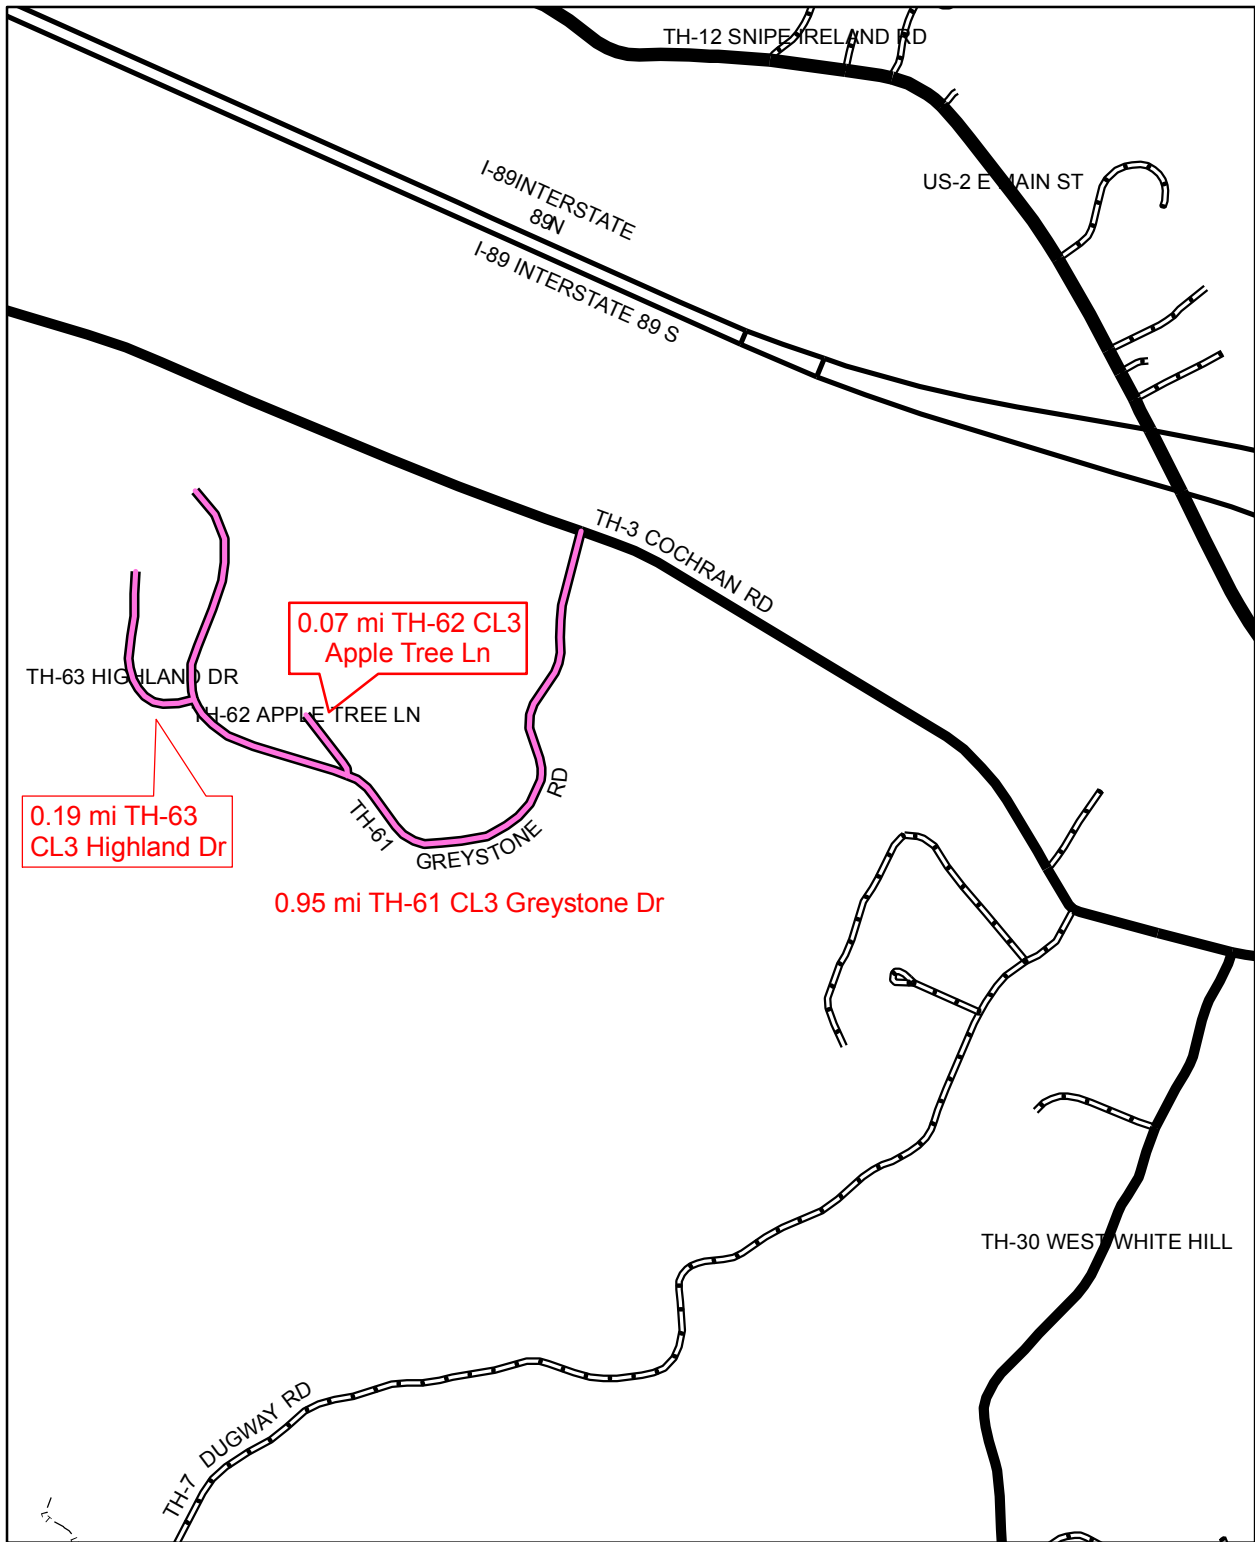 TH-12 SNIPE IRELAND RD
I-89INTERSTATE
89N
US-2 E MAIN ST
I-89 INTERSTATE 89 S
TH-3 COCHRAN RD
0.07 mi TH-62 CL3
Apple Tree Ln
TH-63 HIGHLAND DR
TH-62 APPLE TREE LN
0.19 mi TH-63
CL3 Highland Dr
TH-61 GREYSTONE RD
0.95 mi TH-61 CL3 Greystone Dr
TH-30 WEST WHITE HILL
TH-7 DUGWAY RD